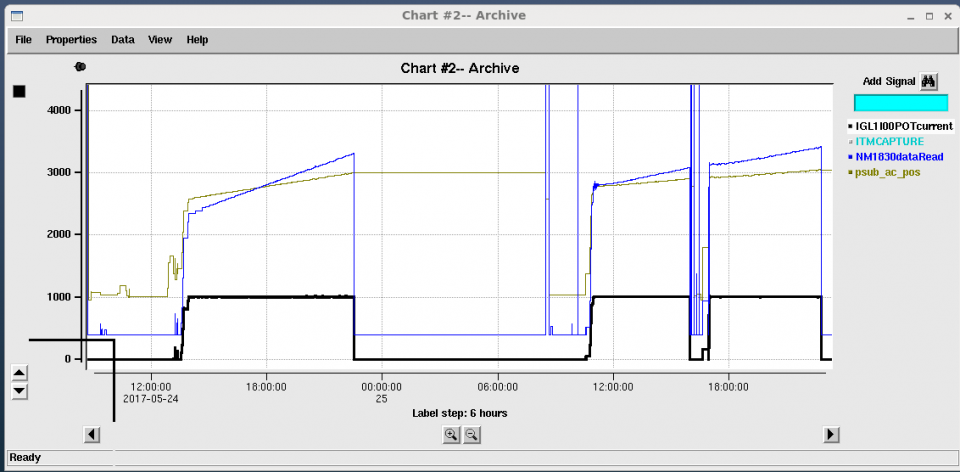 Chart #2-- Archive
File Properties Data View Help
Chart #2-- Archive
Add Signal
IGL1I00POTcurrent
ITMCAPTURE
NM1830dataRead
psub_ac_pos
4000
3000
2000
1000
0
12:00:00 18:00:00 00:00:00 06:00:00 12:00:00 18:00:00
2017-05-24 25
Label step: 6 hours
Ready